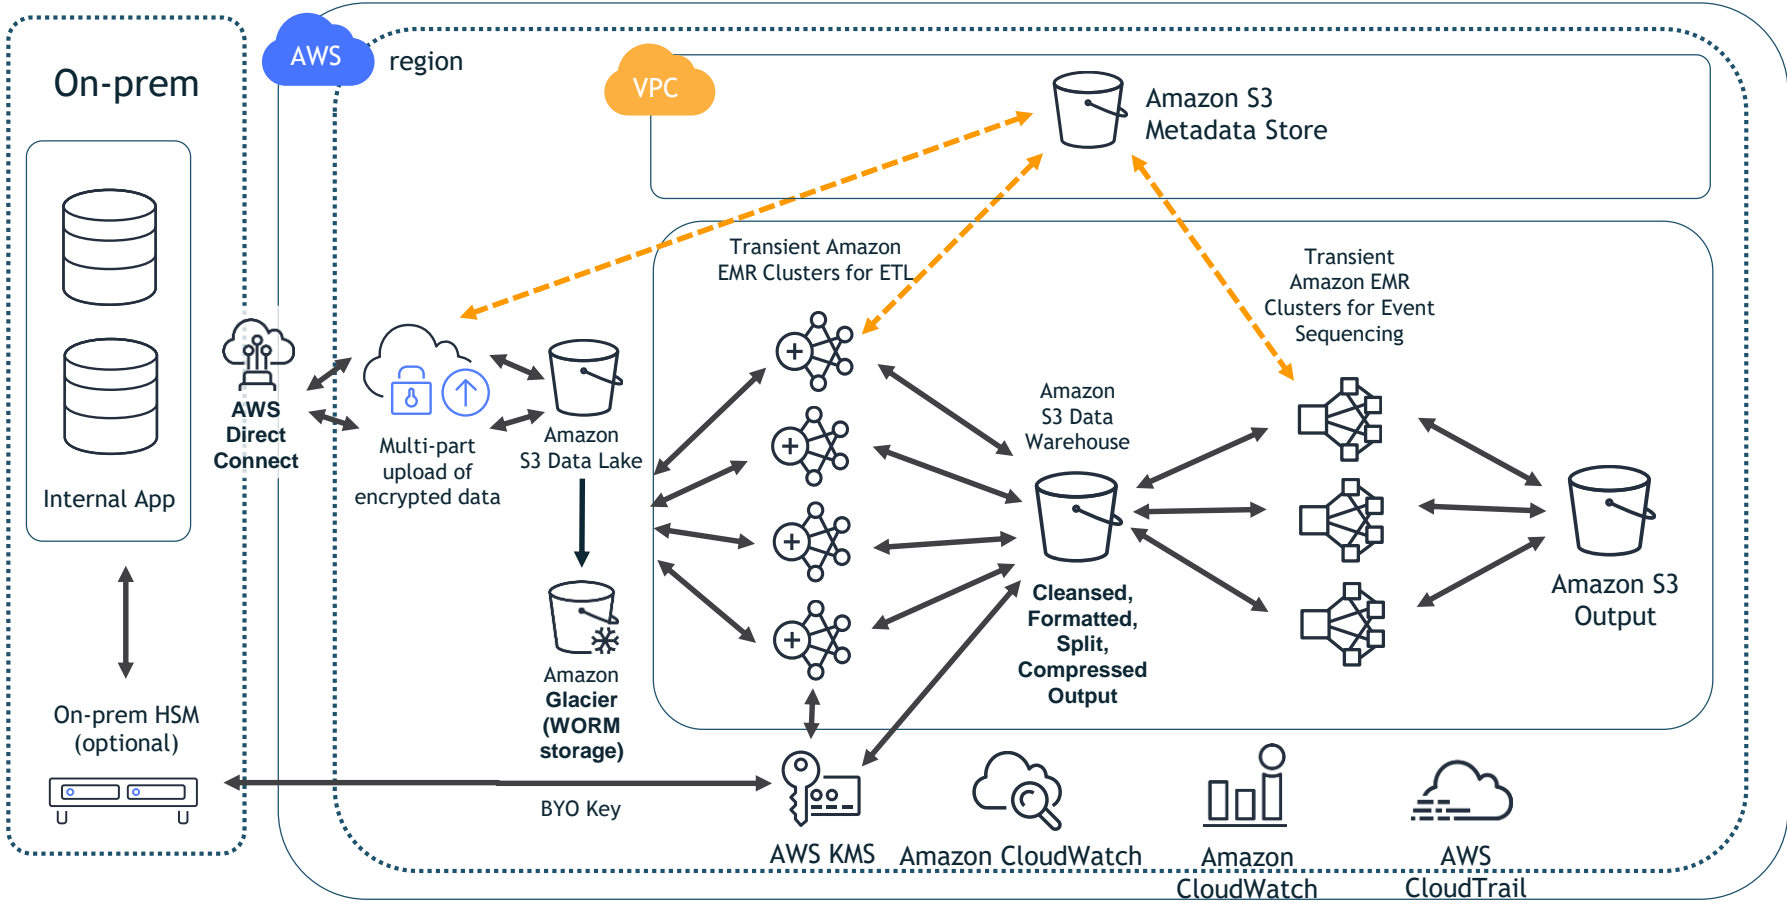 On-prem
AWS
region
VPC
Amazon S3
Metadata Store
Transient Amazon
EMR Clusters for ETL
Transient
Amazon EMR
Clusters for Event
Sequencing
AWS
Direct
Connect
Internal App
Multi-part
upload of
encrypted data
Amazon
S3 Data Lake
Amazon
S3 Data
Warehouse
Cleansed,
Formatted,
Split,
Compressed
Output
Amazon S3
Output
Amazon
Glacier
(WORM
storage)
On-prem HSM
(optional)
BYO Key
AWS KMS
Amazon CloudWatch
Amazon
CloudWatch
AWS
CloudTrail